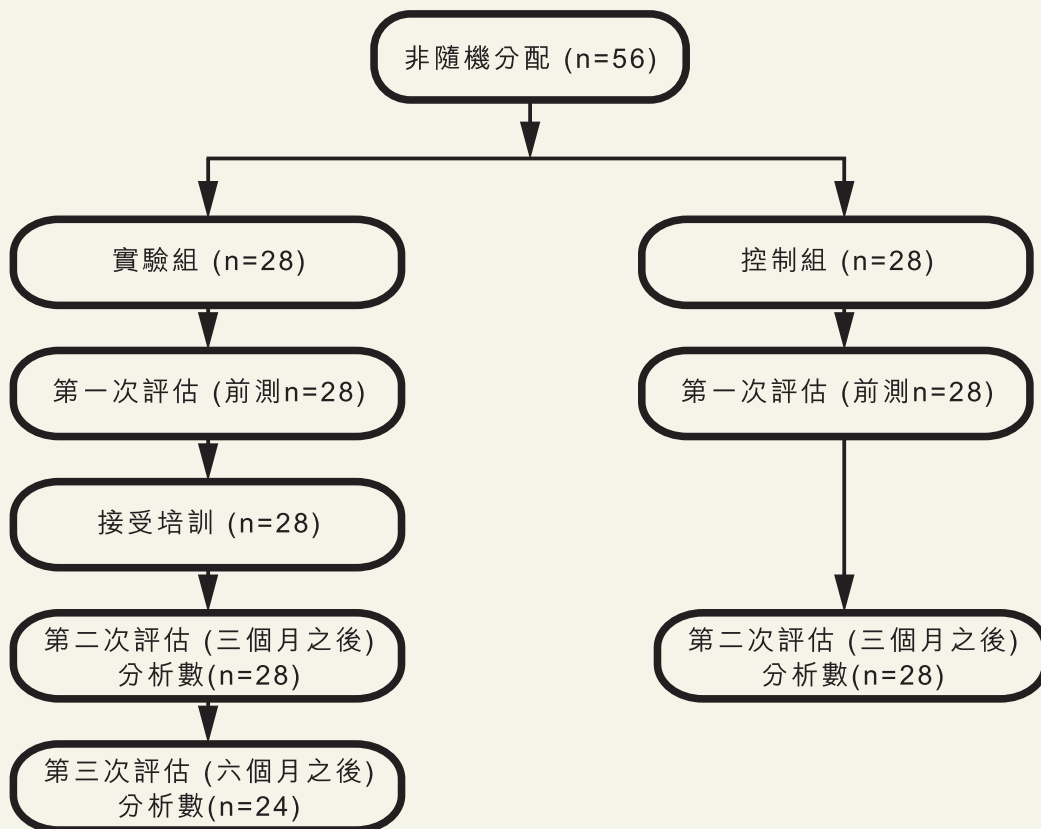 非隨機分配 (n=56)
實驗組 (n=28)
控制組 (n=28)
第一次評估 (前測n=28)
第一次評估 (前測n=28)
接受培訓 (n=28)
第二次評估 (三個月之後)
分析數(n=28)
第二次評估 (三個月之後)
分析數(n=28)
第三次評估 (六個月之後)
分析數(n=24)